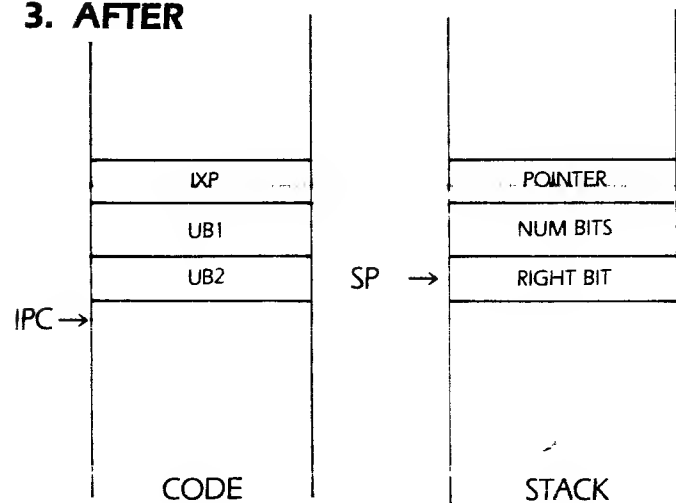 3. AFTER
IXP
POINTER
UB1
NUM BITS
UB2
SP →
RIGHT BIT
IPC →
CODE
STACK